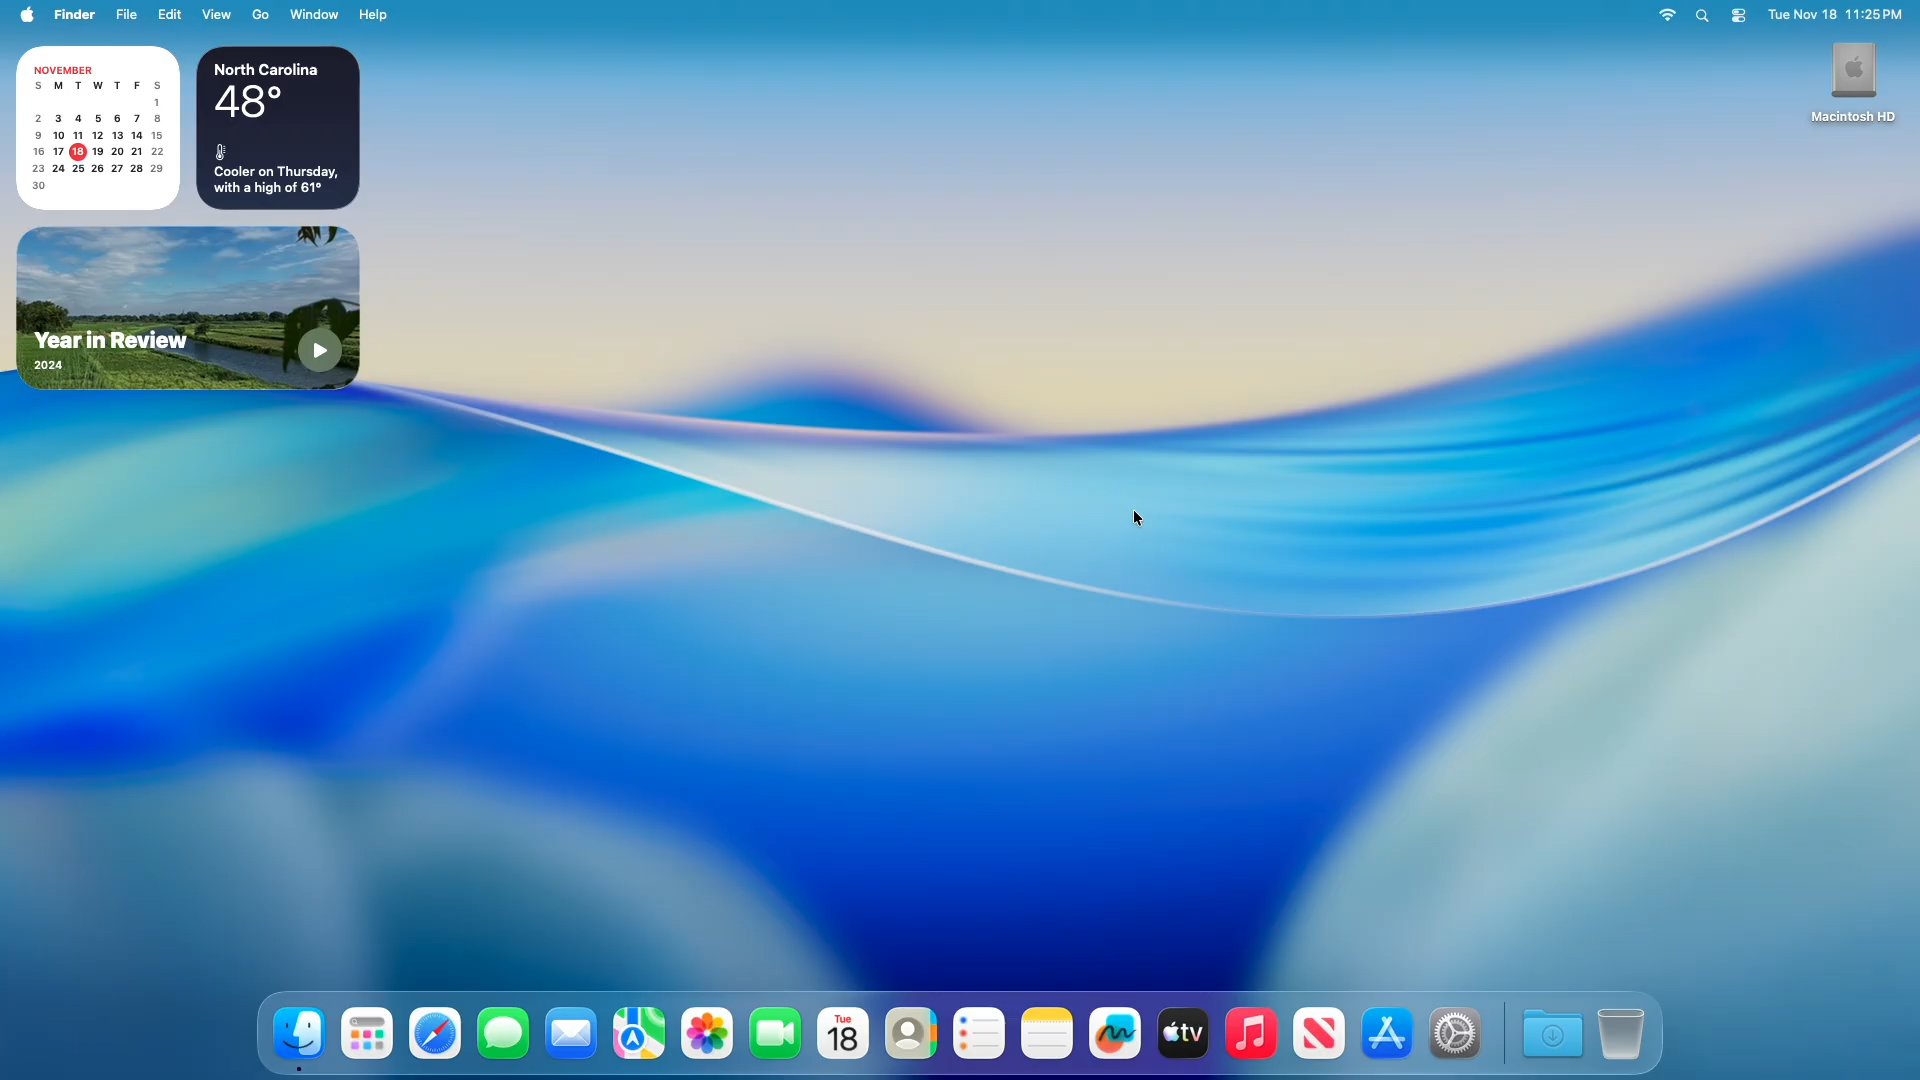 Finder File Edit View Go Window Help
Tue Nov 18 11:25 PM
NOVEMBER
S M T W T F S
1
2 3 4 5 6 7 8
9 10 11 12 13 14 15
16 17 18 19 20 21 22
23 24 25 26 27 28 29
30
North Carolina
48°
Cooler on Thursday,
with a high of 61°
Macintosh HD
Year in Review
2024
Tue
18
tv